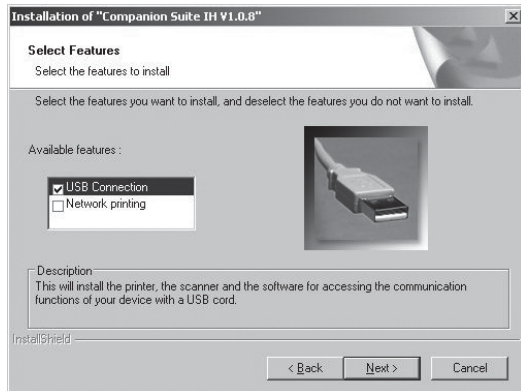 Installation of "Companion Suite IH V1.0.8"
Select Features
Select the features to install
Select the features you want to install, and deselect the features you do not want to install.
Available features :
USB Connection
Network printing
Description
This will install the printer, the scanner and the software for accessing the communication
functions of your device with a USB cord.
InstallShield
< Back
Next >
Cancel